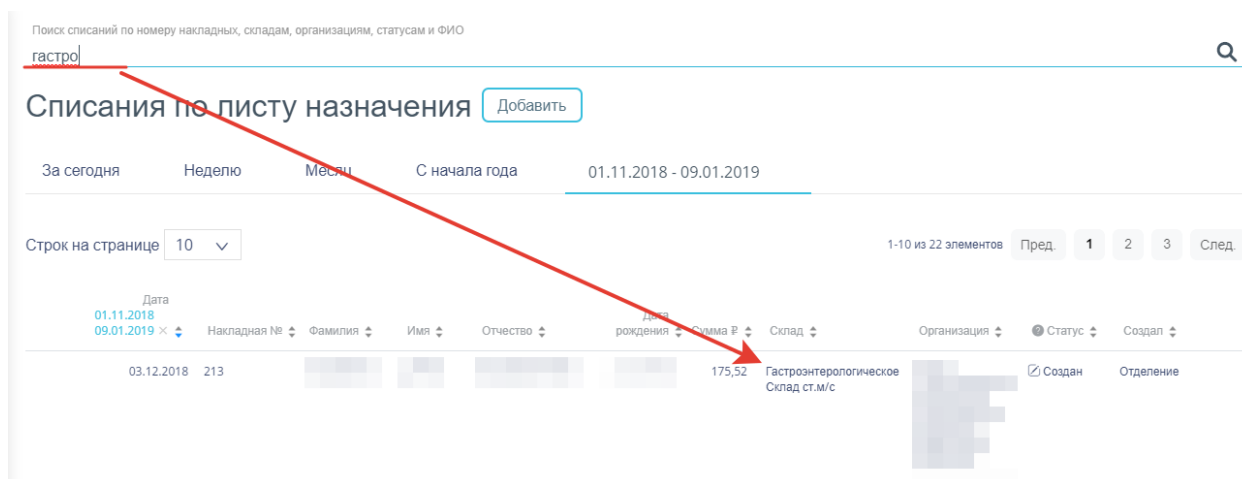 Поиск списаний по номеру накладных, складам, организациям, статусам и ФИО
гастро
Списания по листу назначения Добавить
За сегодня Неделю Месяц С начала года 01.11.2018 - 09.01.2019
Строк на странице 10 1-10 из 22 элементов Пред. 1 2 3 След.
Дата
01.11.2018
09.01.2019 × Накладная № Фамилия Имя Отчество Дата рождения Сумма ₽ Склад Организация Статус Создал
03.12.2018 213 175,52 Гастроэнтерологическое Создан Отделение
Склад ст.м/с